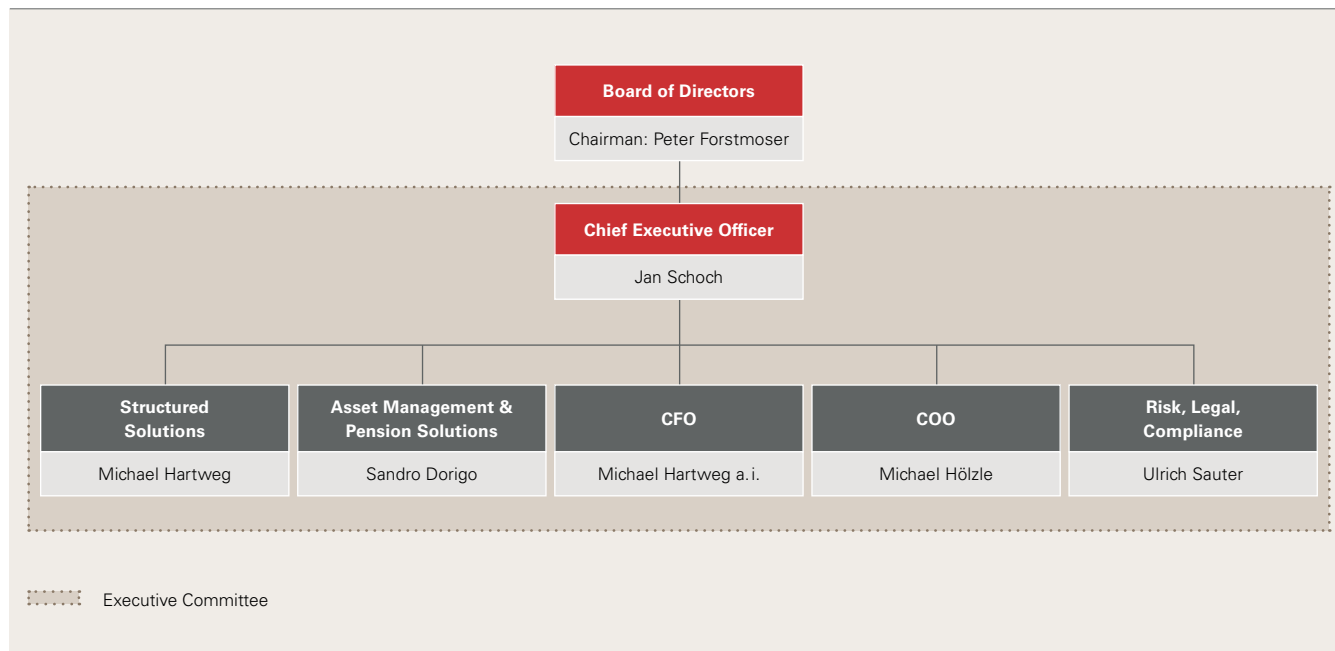 Board of Directors
Chairman: Peter Forstmoser
Chief Executive Officer
Jan Schoch
Structured
Solutions
Michael Hartweg
Asset Management &
Pension Solutions
Sandro Dorigo
CFO
Michael Hartweg a.i.
COO
Michael Hölzle
Risk, Legal,
Compliance
Ulrich Sauter
Executive Committee